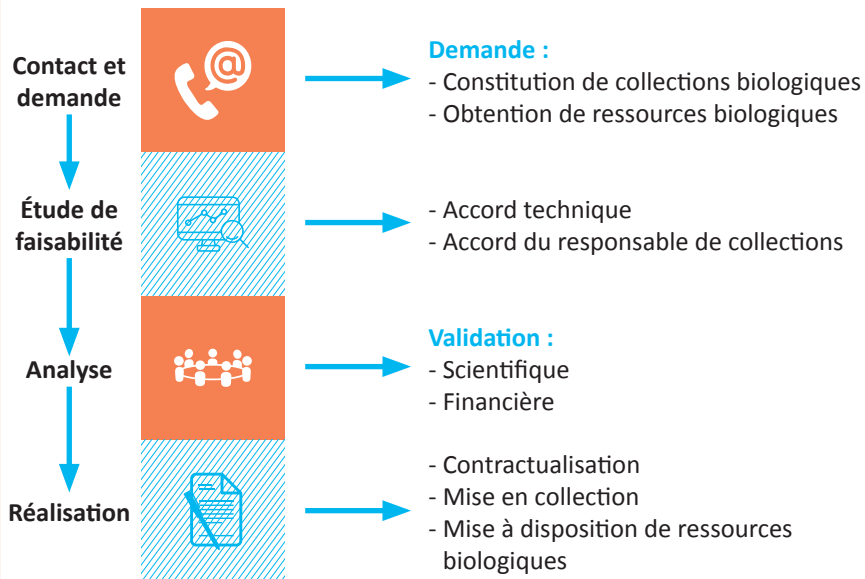 Contact et
demande
@
Demande :
- Constitution de collections biologiques
- Obtention de ressources biologiques
Étude de
faisabilité
- Accord technique
- Accord du responsable de collections
Analyse
Validation :
- Scientifique
- Financière
Réalisation
- Contractualisation
- Mise en collection
- Mise à disposition de ressources
biologiques